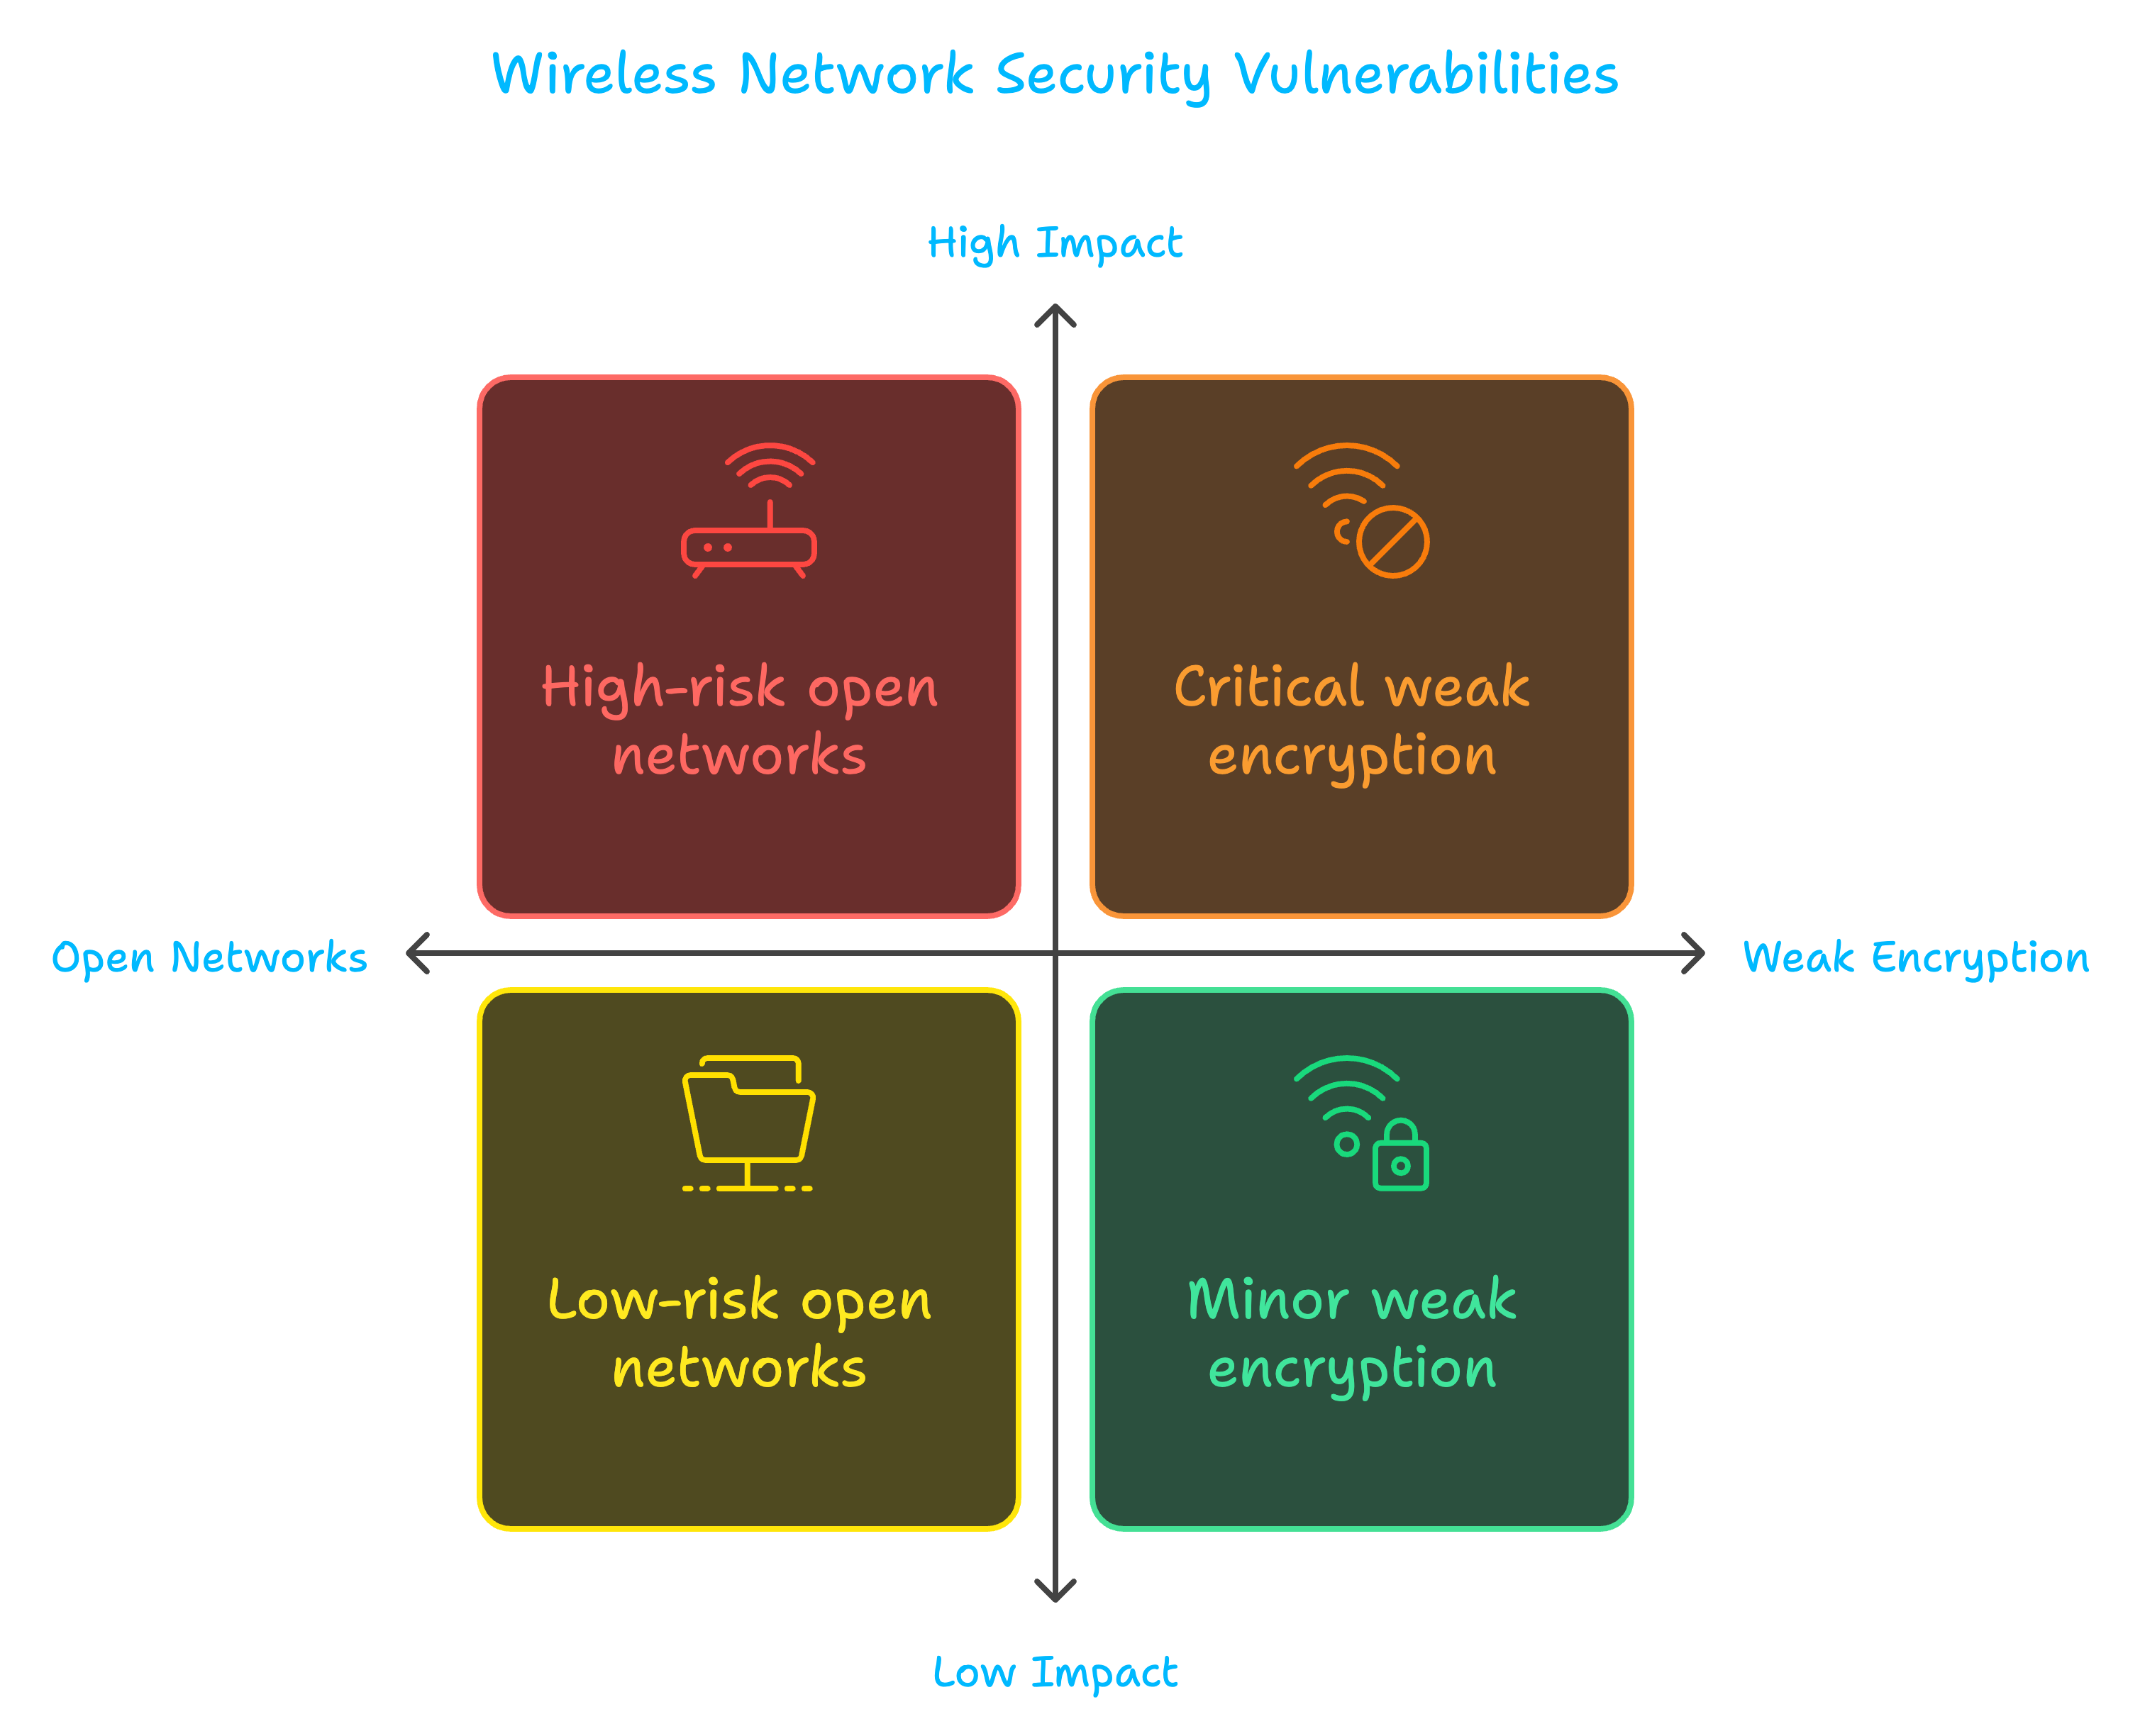 Wireless Network Security Vulnerabilities
High Impact
High-risk open
networks
Critical weak
encryption
Open Networks
Weak Encryption
Low-risk open
networks
Minor weak
encryption
Low Impact